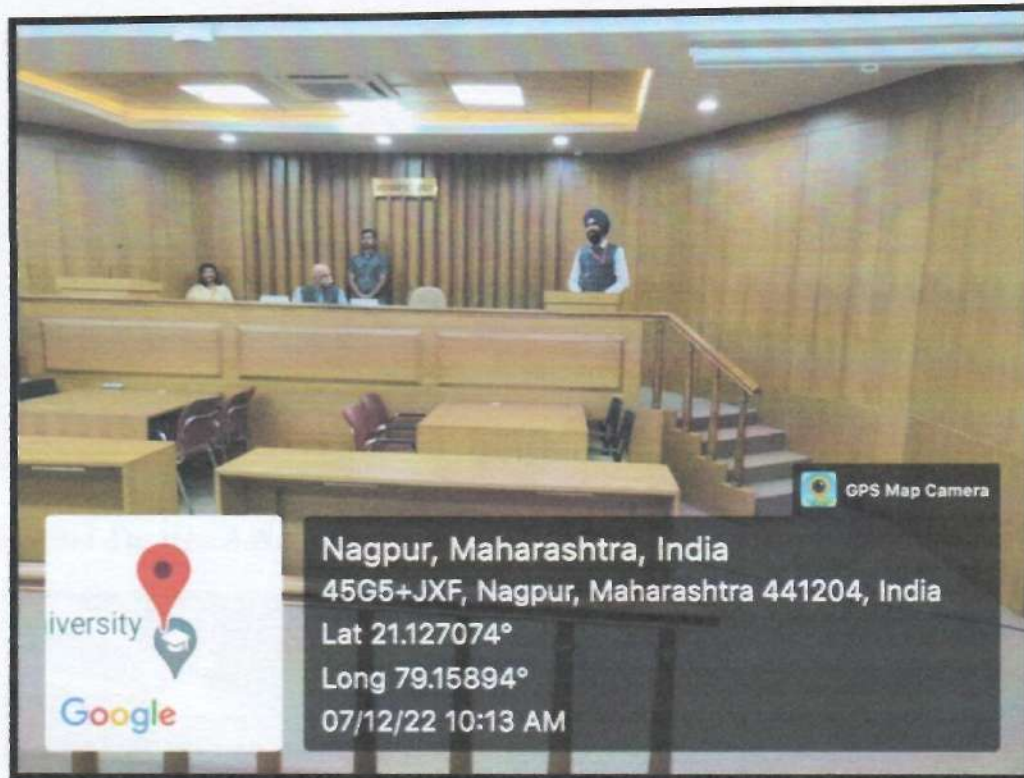 GPS Map Camera
Nagpur, Maharashtra, India
45G5+JXF, Nagpur, Maharashtra 441204, India
Lat 21.127074°
Long 79.15894°
07/12/22 10:13 AM
iversity
Google